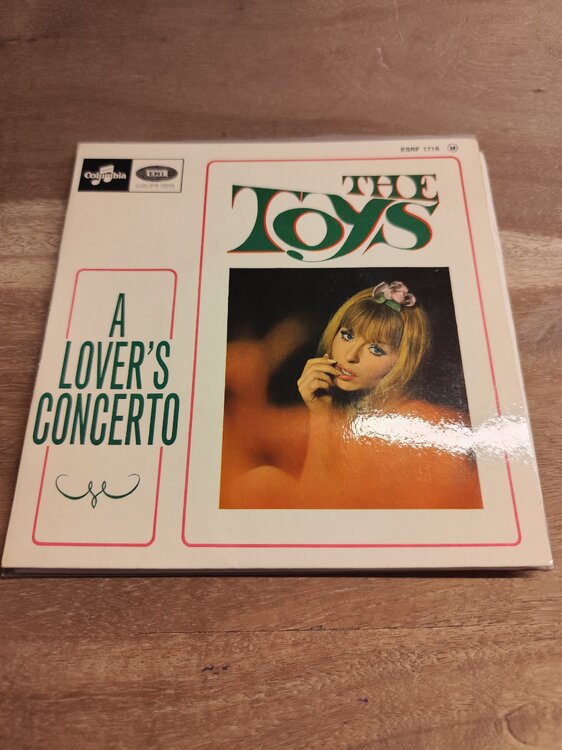 ESRF 1718 M
Columbia
EMI
THE
TOYS
A
LOVER'S
CONCERTO